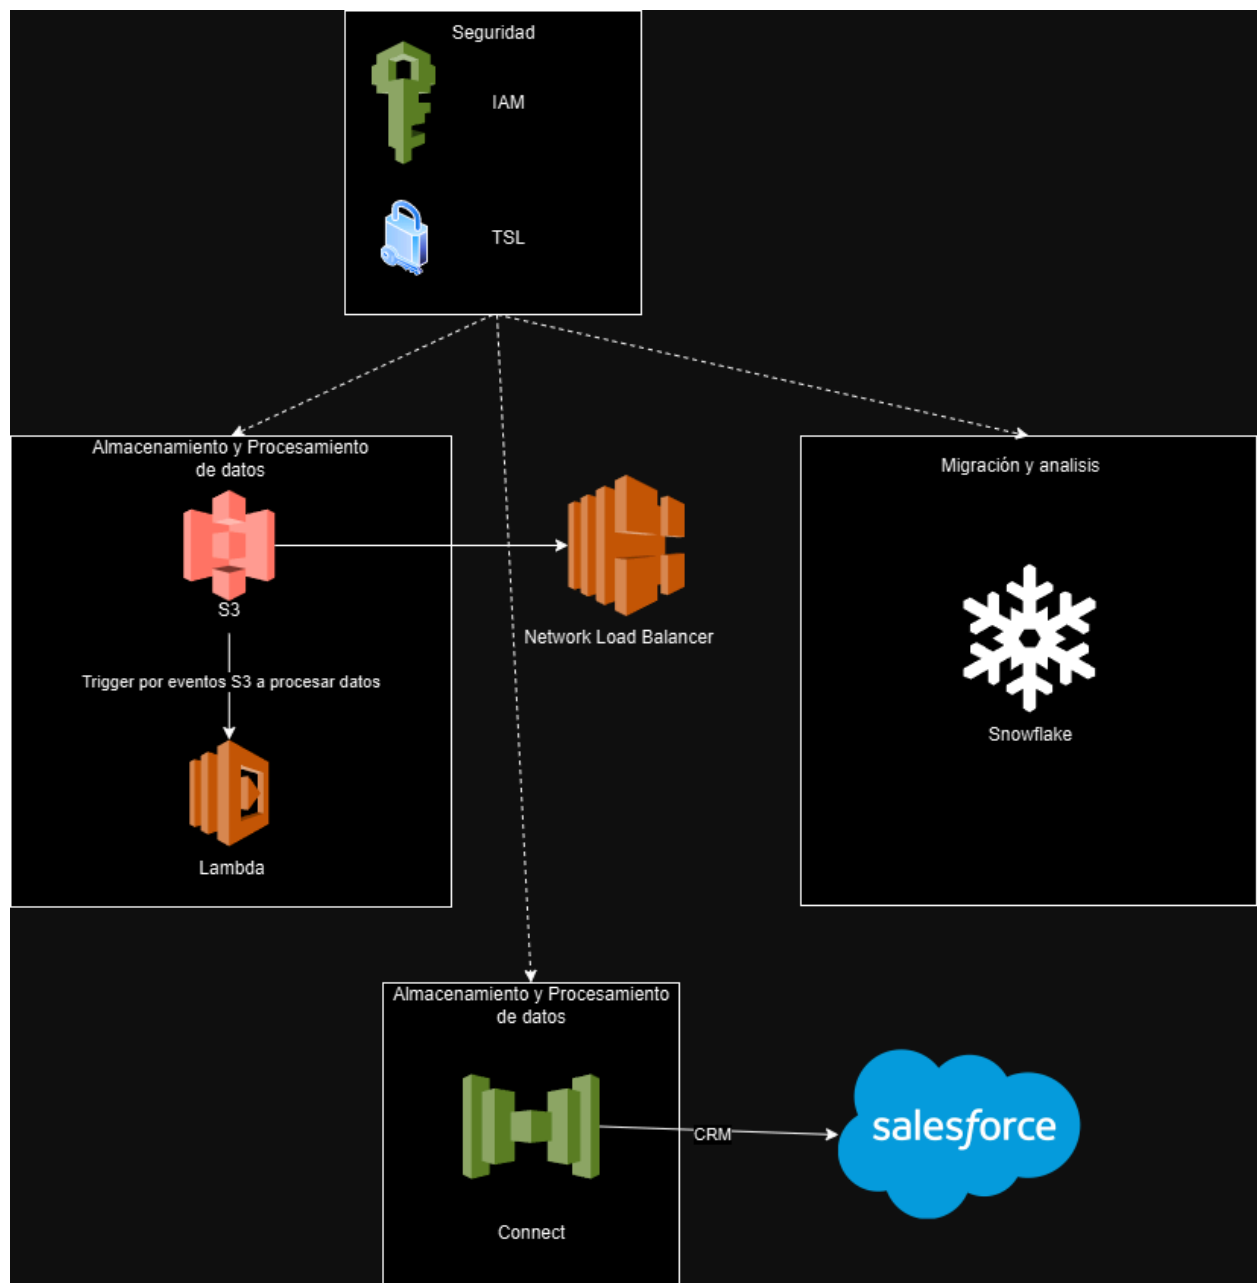 Seguridad
IAM
TSL
Almacenamiento y Procesamiento
de datos
S3
Trigger por eventos S3 a procesar datos
Lambda
Network Load Balancer
Migración y analisis
Snowflake
Almacenamiento y Procesamiento
de datos
Connect
CRM
salesforce